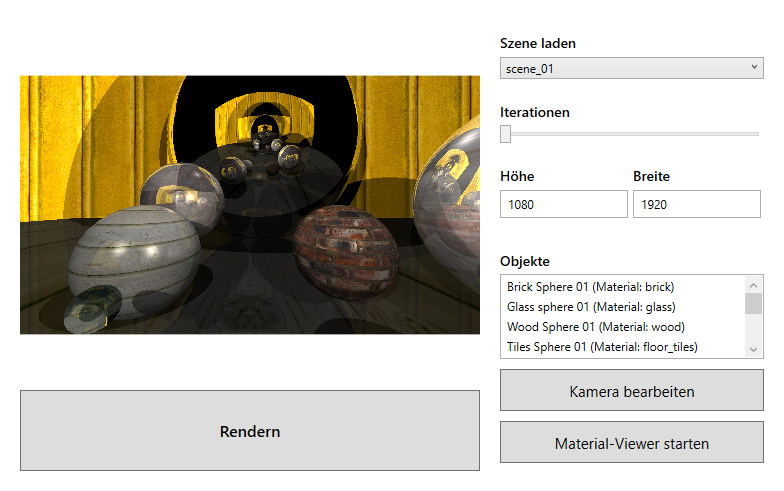 Szene laden
scene_01
Iterationen
Höhe
Breite
1080
1920
Objekte
Brick Sphere 01 (Material: brick)
Glass sphere 01 (Material: glass)
Wood Sphere 01 (Material: wood)
Tiles Sphere 01 (Material: floor_tiles)
Kamera bearbeiten
Rendern
Material-Viewer starten